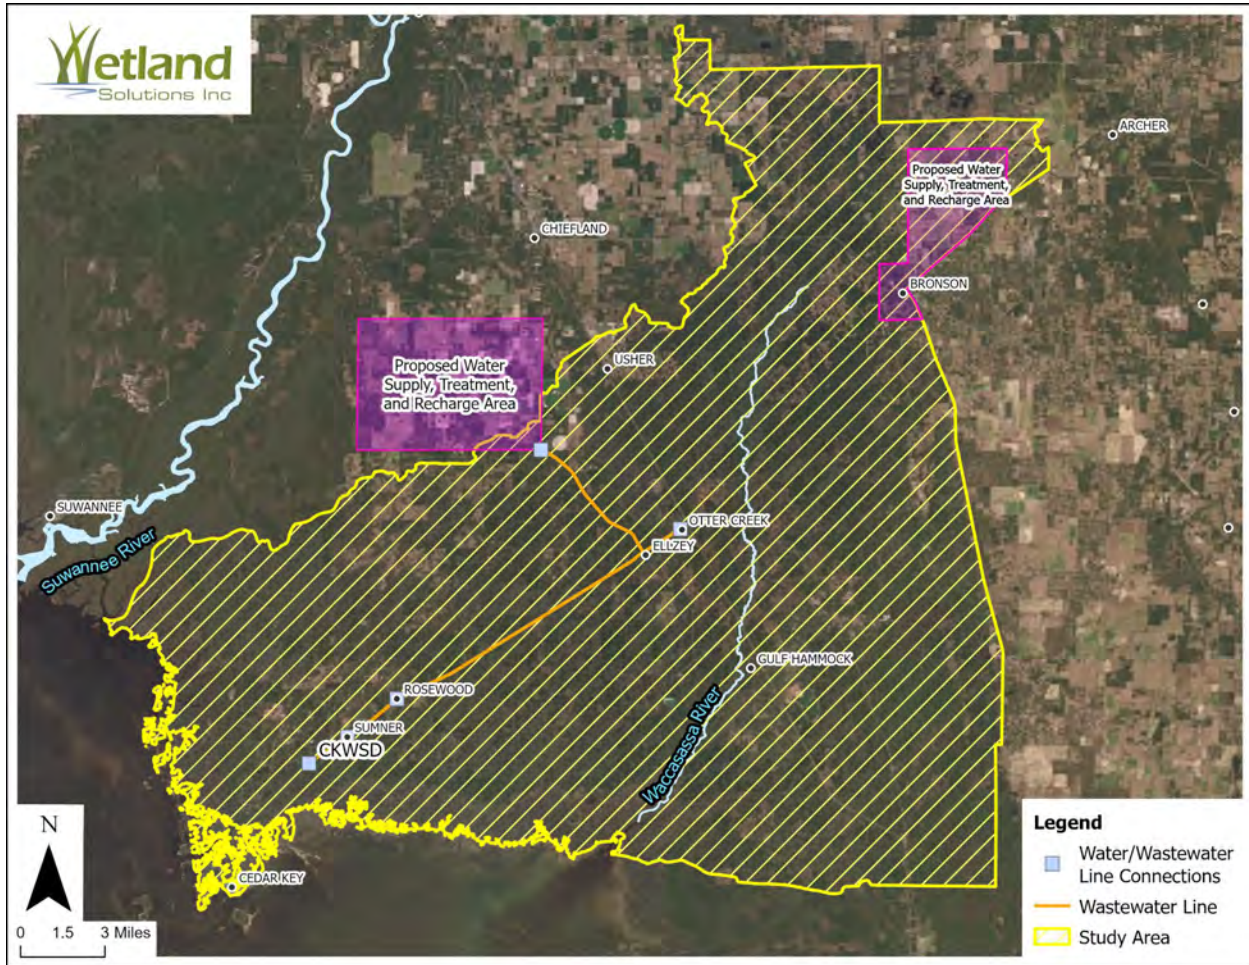 Wetland
Solutions Inc
ARCHER
Proposed Water
Supply, Treatment,
and Recharge Area
CHIEFLAND
BRONSON
USHER
Proposed Water
Supply, Treatment,
and Recharge Area
SUWANNEE
Suwannee River
OTTER CREEK
ELLZEY
GULF HAMMOCK
ROSEWOOD
SUMNER
CKWSD
Waccasassa River
CEDAR KEY
N
0 1.5 3 Miles
Legend
Water/Wastewater
Line Connections
Wastewater Line
Study Area